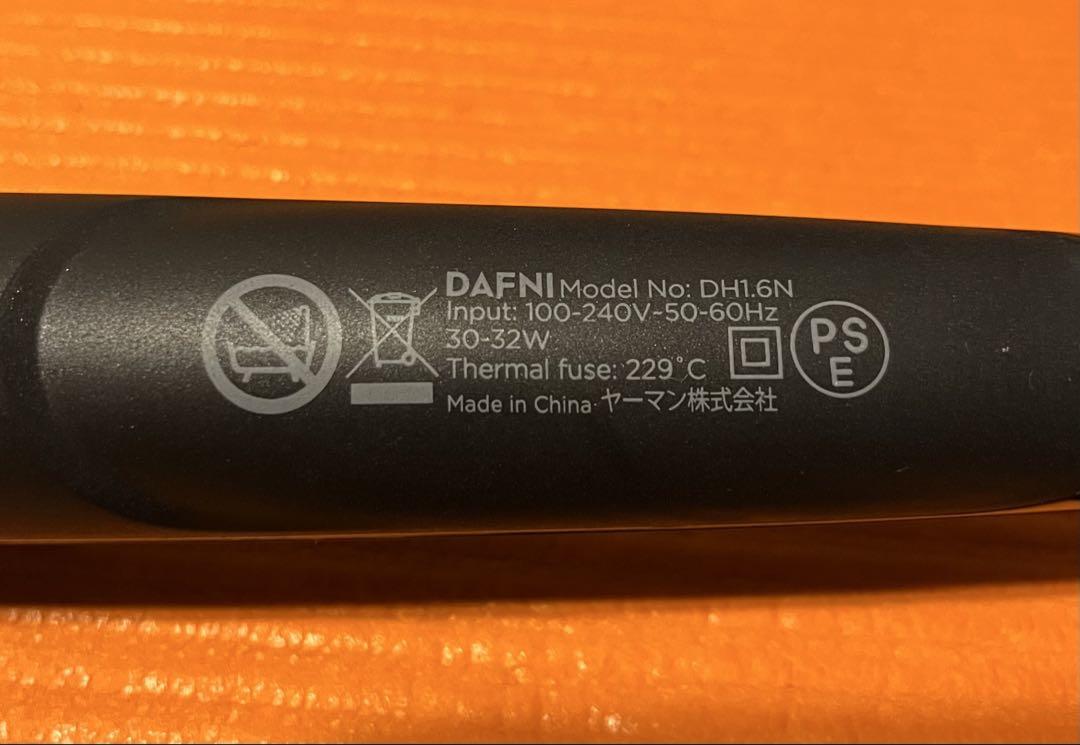 DAFNI Model No: DH1.6N
Input: 100-240V~50-60Hz
30-32W
Thermal fuse: 229°C
Made in China・ヤーマン株式会社
PS
E